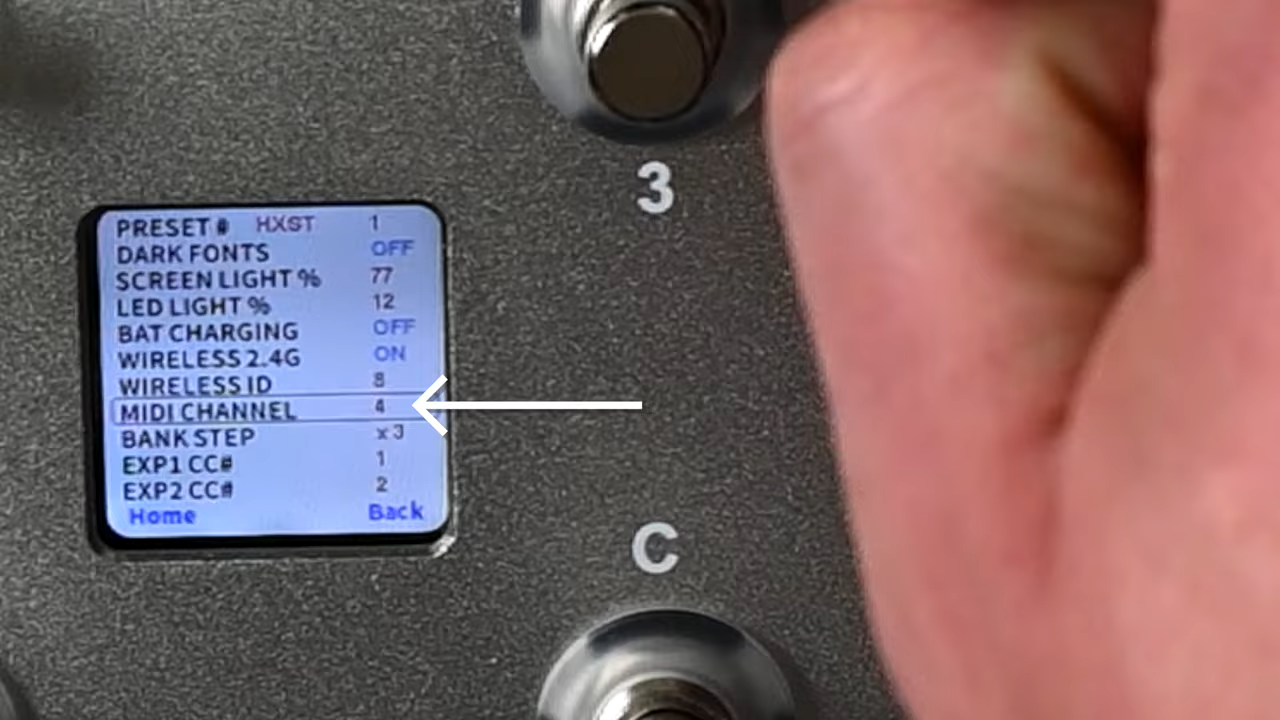 3
PRESET # HXST 1
DARK FONTS OFF
SCREEN LIGHT % 77
LED LIGHT % 12
BAT CHARGING OFF
WIRELESS 2.4G ON
WIRELESS ID 8
MIDI CHANNEL 4
BANK STEP x3
EXP1 CC# 1
EXP2 CC# 2
Home Back
C